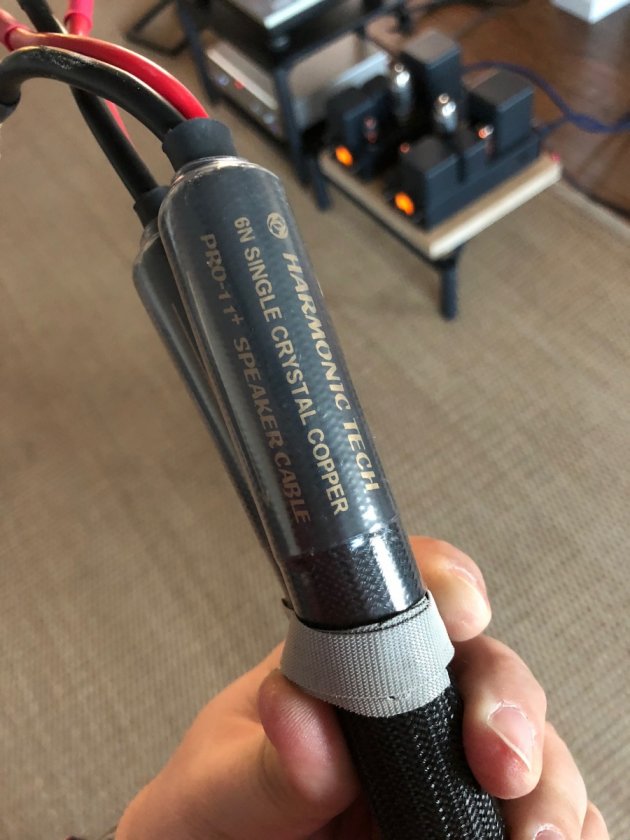 HARMONIC TECH
6N SINGLE CRYSTAL COPPER
PRO-11+ SPEAKER CABLE